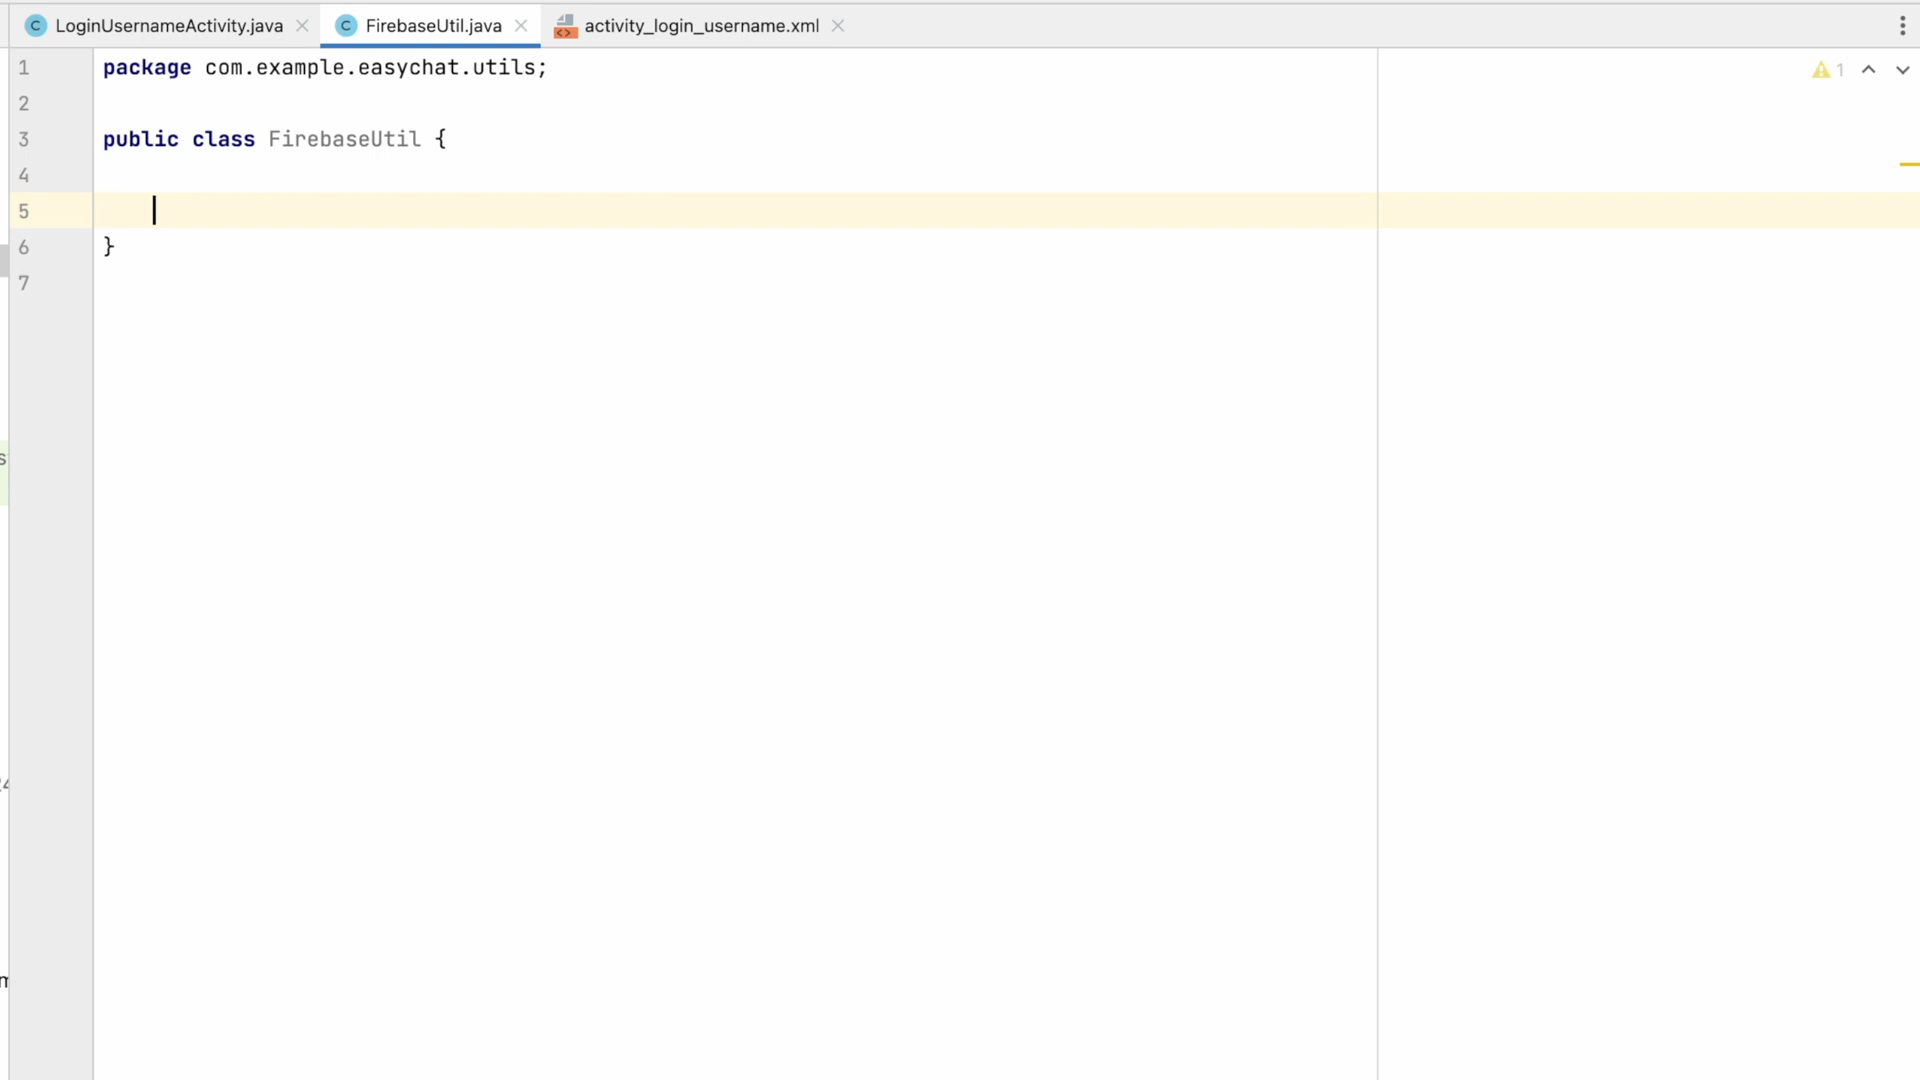 LoginUsernameActivity.java FirebaseUtil.java activity_login_username.xml
1 package com.example.easychat.utils; 1
2
3 public class FirebaseUtil {
4
5
6 }
7